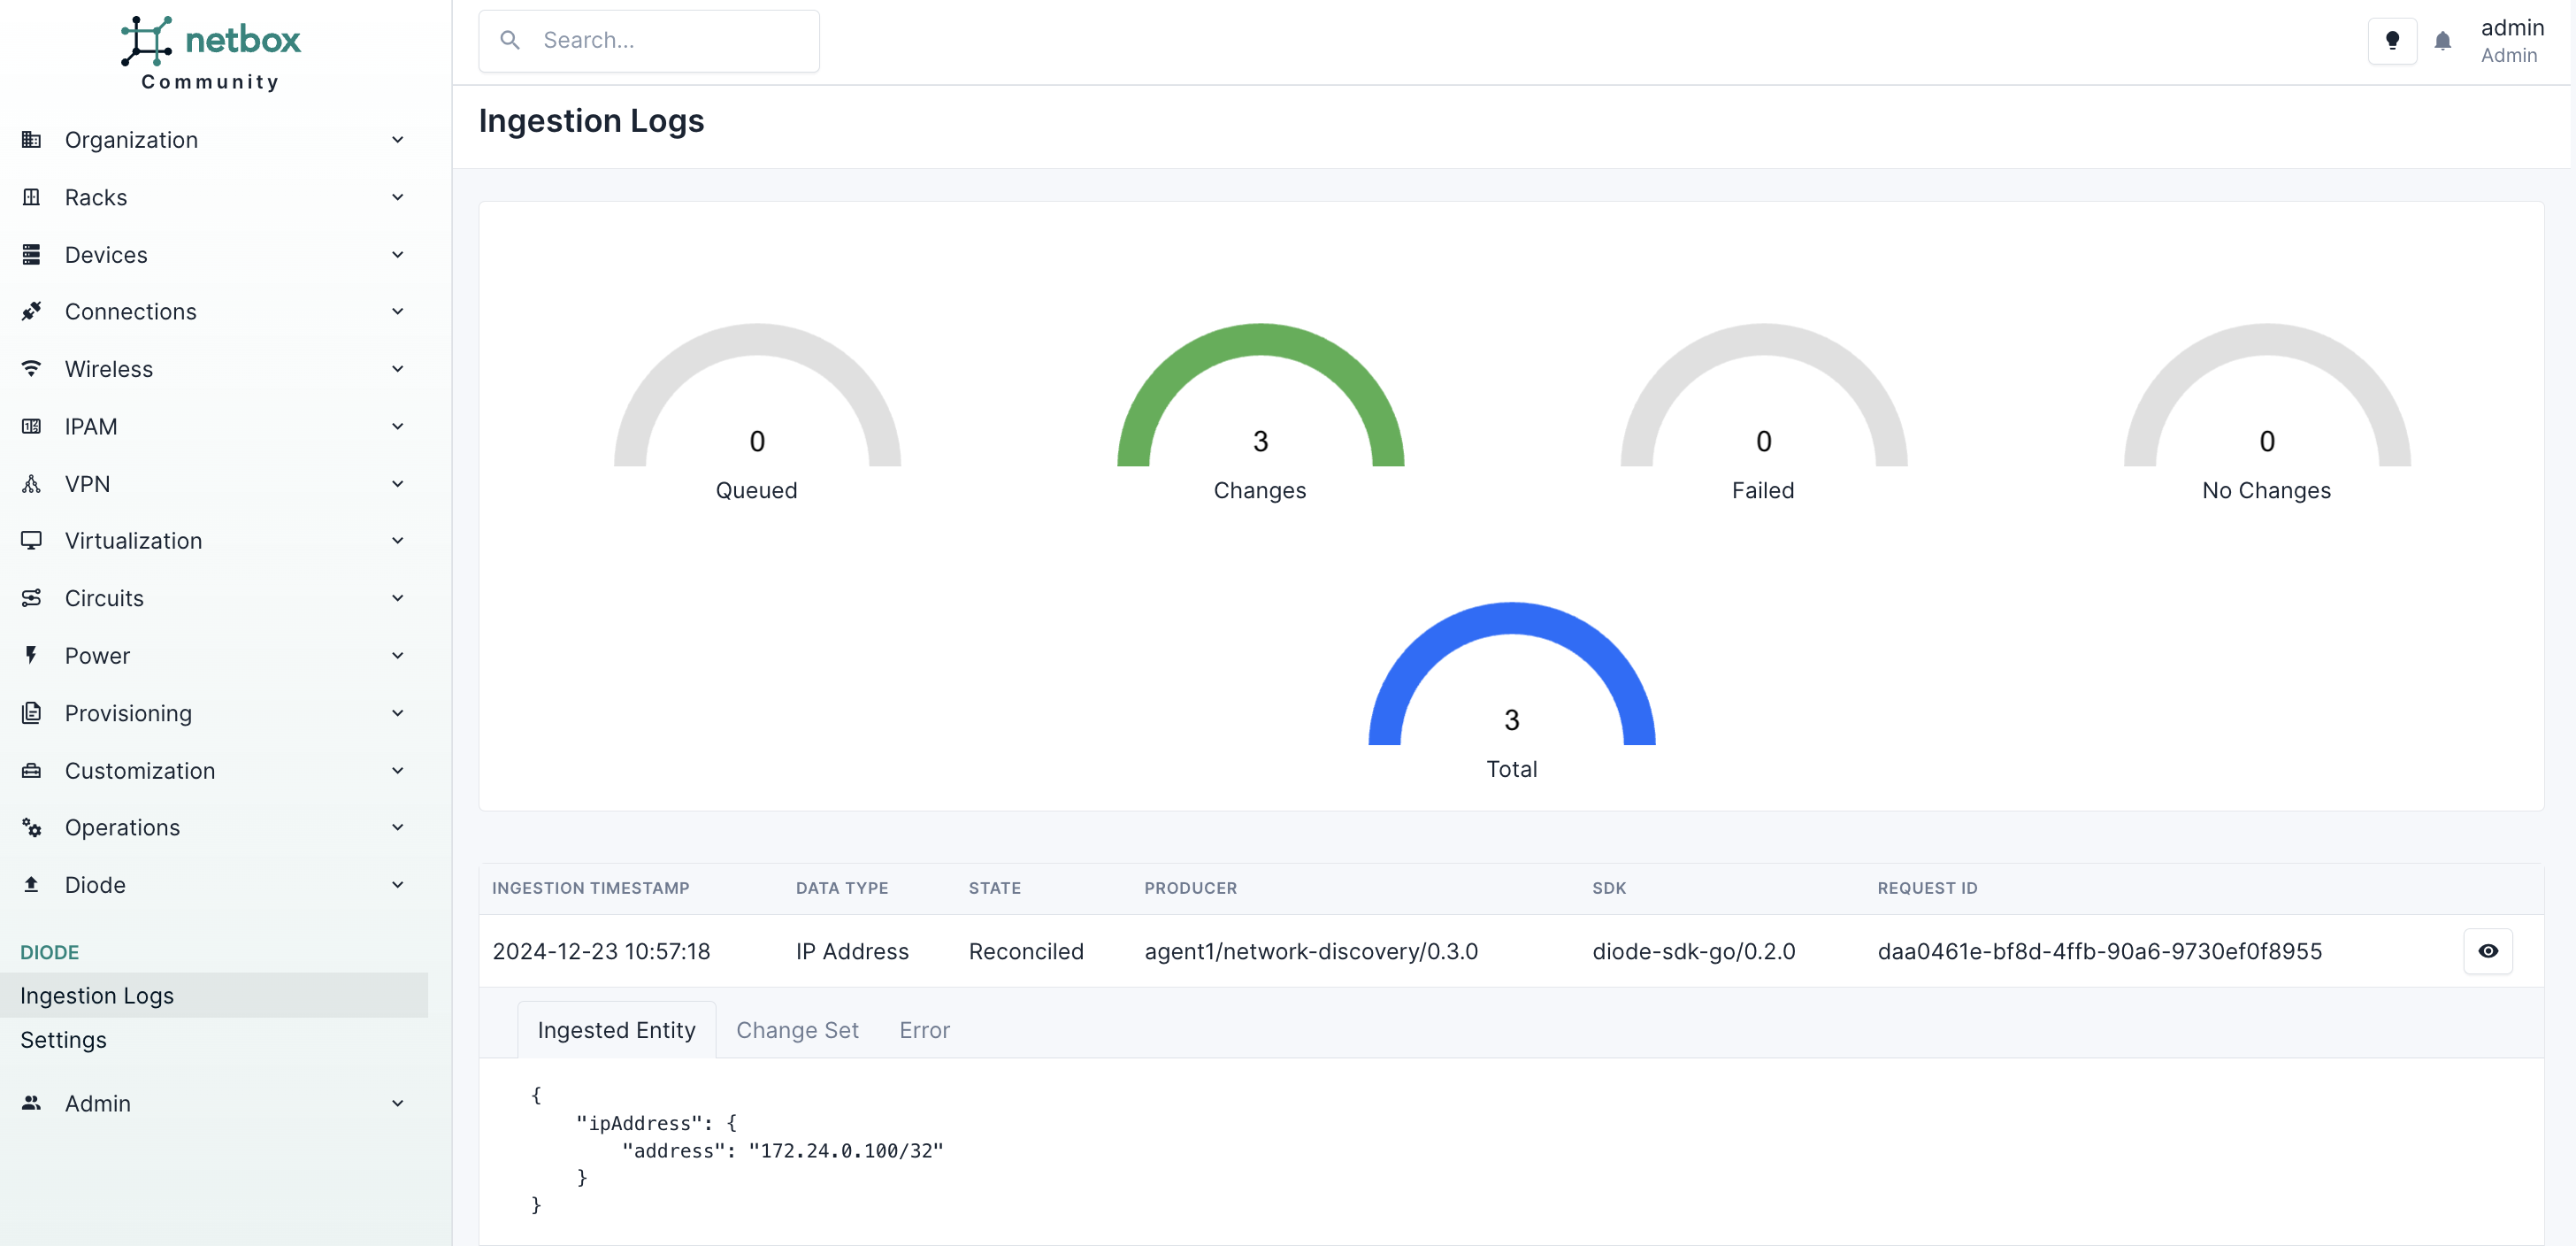 netbox
Community
Organization
Racks
Devices
Connections
Wireless
IPAM
VPN
Virtualization
Circuits
Power
Provisioning
Customization
Operations
Diode
DIODE
Ingestion Logs
Settings
Admin
Search...
admin
Admin
Ingestion Logs
0
Queued
3
Changes
0
Failed
0
No Changes
3
Total
INGESTION TIMESTAMP DATA TYPE STATE PRODUCER SDK REQUEST ID
2024-12-23 10:57:18 IP Address Reconciled agent1/network-discovery/0.3.0 diode-sdk-go/0.2.0 daa0461e-bf8d-4ffb-90a6-9730ef0f8955
Ingested Entity Change Set Error
{
"ipAddress": {
"address": "172.24.0.100/32"
}
}